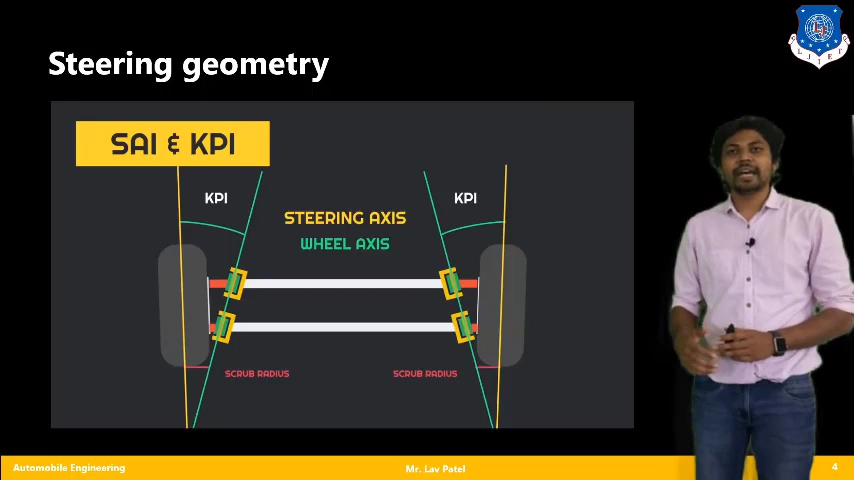 Steering geometry
SAI & KPI
KPI
KPI
STEERING AXIS
WHEEL AXIS
SCRUB RADIUS
SCRUB RADIUS
Automobile Engineering
Mr. Lav Patel
4
LJIET